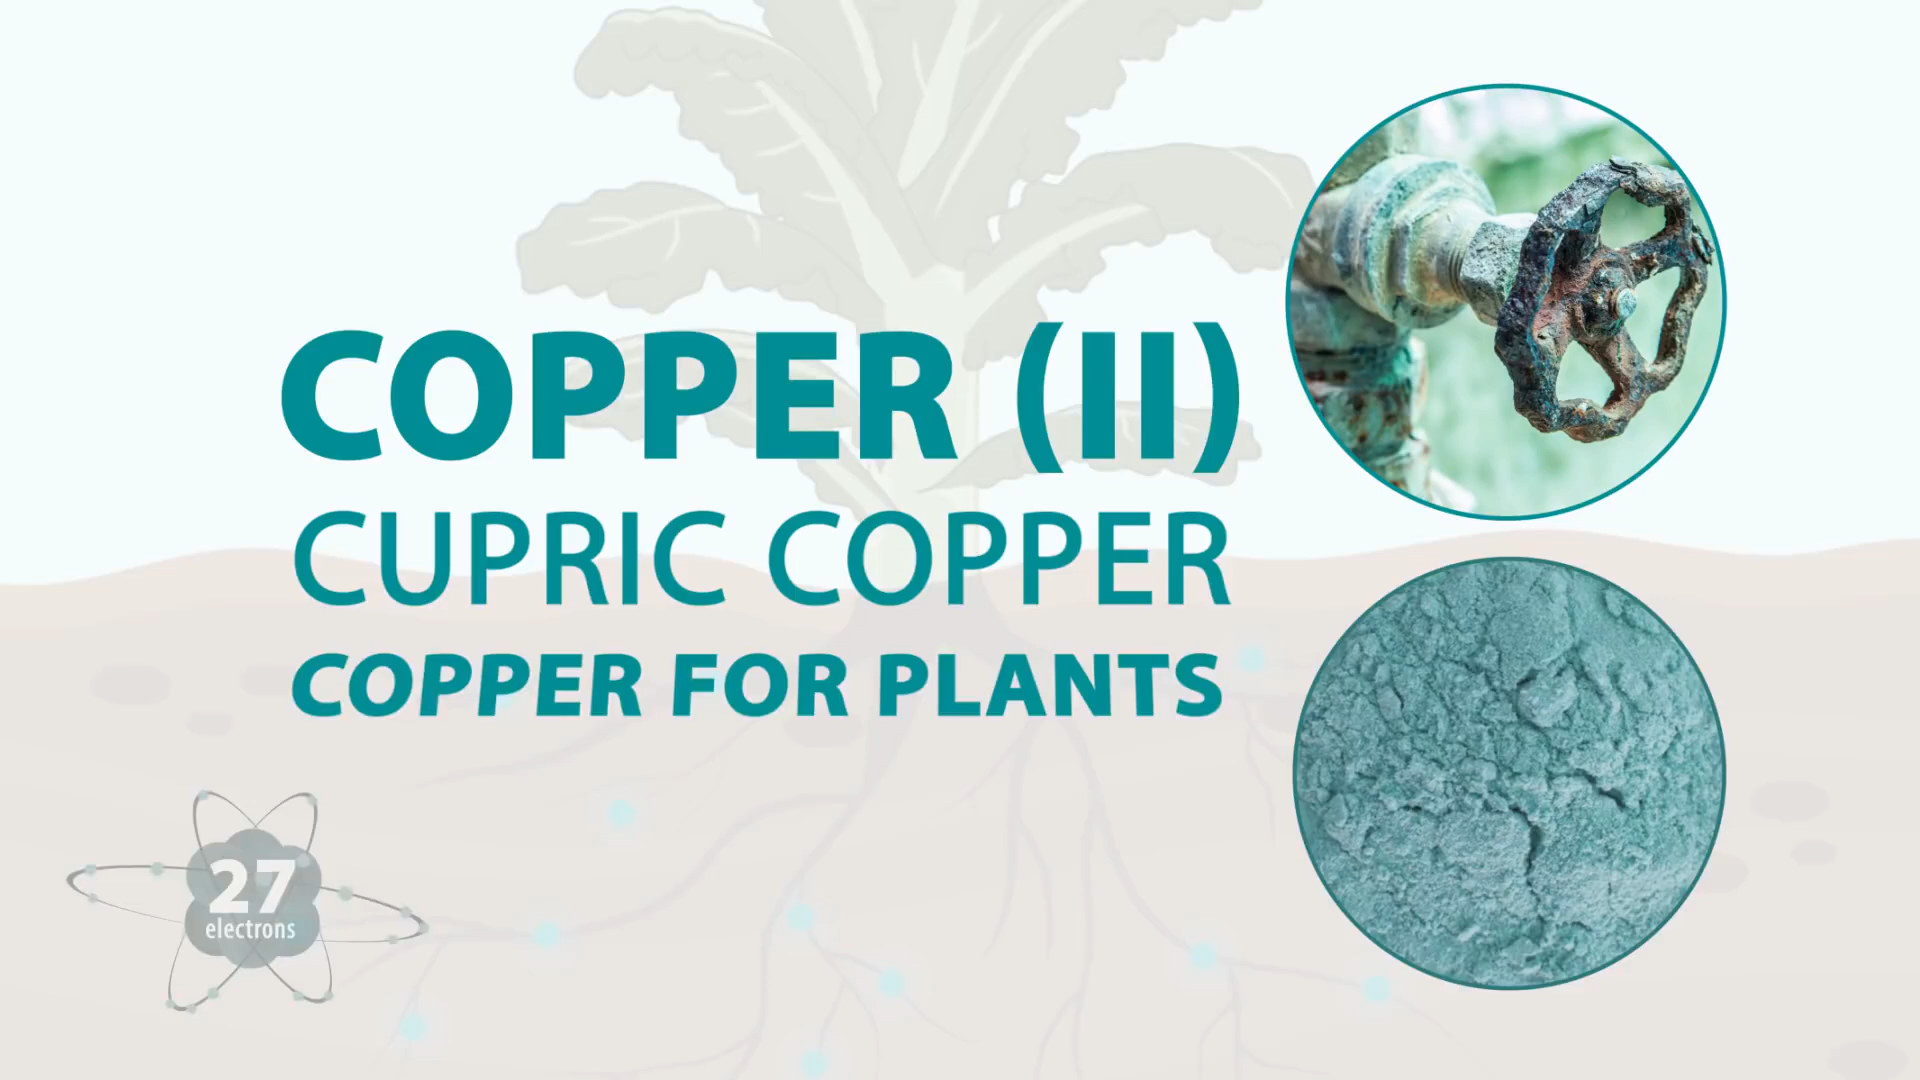 COPPER (II)
CUPRIC COPPER
COPPER FOR PLANTS
27
electrons